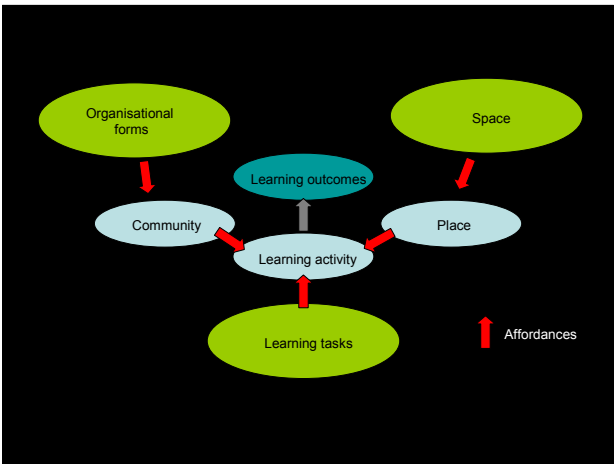 Organisational
forms
Space
Learning outcomes
Community
Place
Learning activity
Learning tasks
Affordances